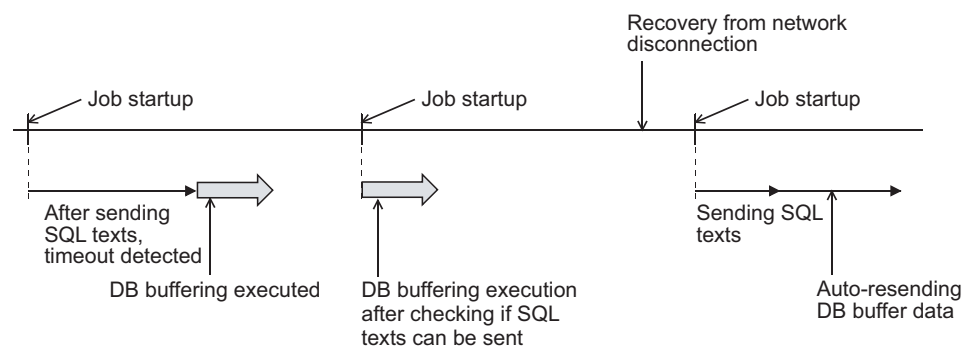 Recovery from network
disconnection
Job startup
Job startup
Job startup
After sending
SQL texts,
timeout detected
Sending SQL
texts
DB buffering executed
DB buffering execution
after checking if SQL
texts can be sent
Auto-resending
DB buffer data